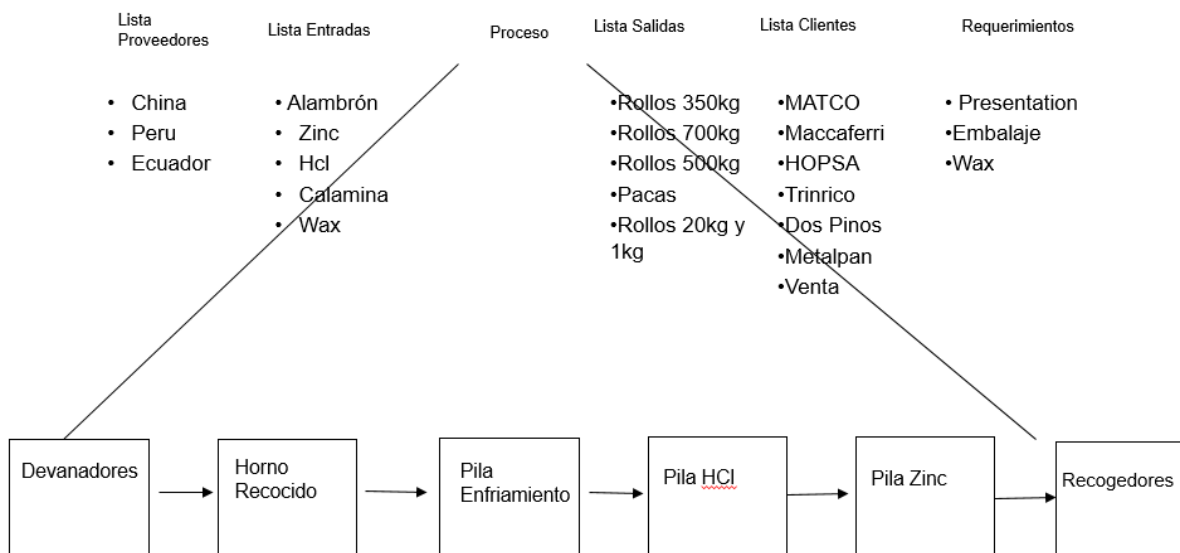 Lista
Proveedores
Lista Entradas
Proceso
Lista Salidas
Lista Clientes
Requerimientos
• China
• Peru
• Ecuador
• Alambrón
• Zinc
• Hcl
• Calamina
• Wax
•Rollos 350kg
•Rollos 700kg
•Rollos 500kg
•Pacas
•Rollos 20kg y
1kg
•MATCO
•Maccaferri
•HOPSA
•Trinrico
•Dos Pinos
•Metalpan
•Venta
• Presentation
•Embalaje
•Wax
Devanadores
Horno
Recocido
Pila
Enfriamiento
Pila HCl
Pila Zinc
Recogedores